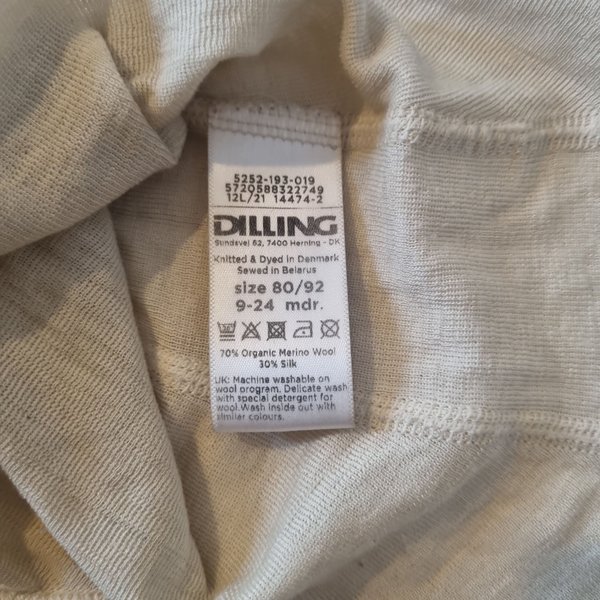 5252-193-019
5720588322749
12L/21 14474-2
DILLING
Sundsvej 62, 7400 Herning - DK
Knitted & Dyed in Denmark
Sewed in Belarus
size 80/92
9-24 mdr.
70% Organic Merino Wool
30% Silk
UK: Machine washable on
wool program. Delicate wash
with special detergent for
wool.Wash inside out with
similar colours.